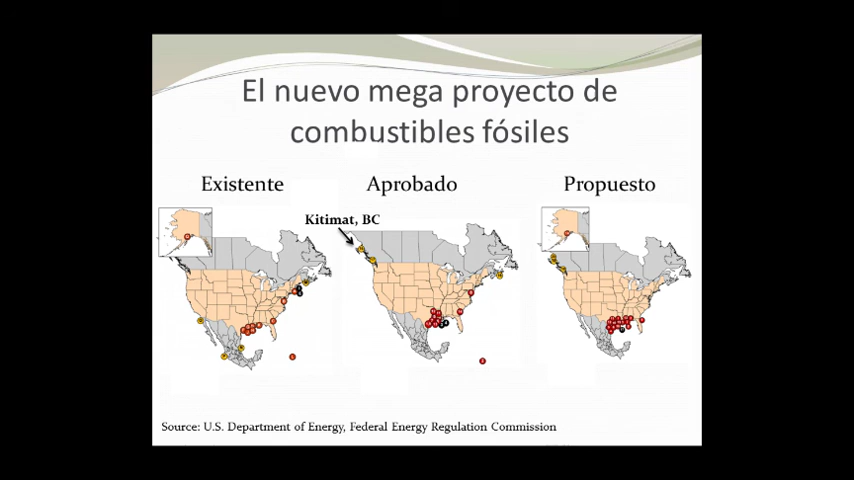 El nuevo mega proyecto de
combustibles fósiles
Existente
Aprobado
Propuesto
Kitimat, BC
Source: U.S. Department of Energy, Federal Energy Regulation Commission